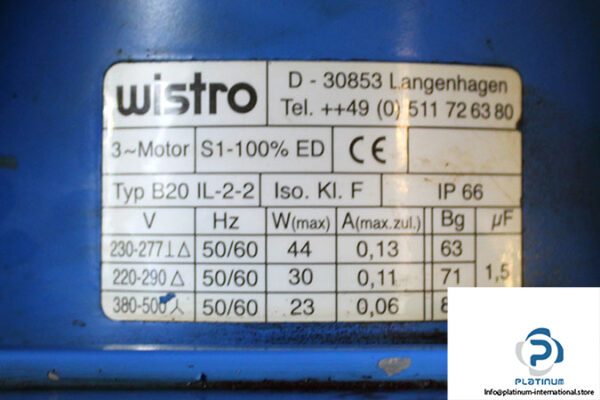 wistro
D - 30853 Langenhagen
Tel. ++49 (0) 511 72 63 80
3~Motor S1-100% ED CE
Typ B20 IL-2-2 Iso. Kl. F IP 66
V Hz W(max) A(max.zul.) Bg µF
230-277⊥△ 50/60 44 0,13 63
220-290△ 50/60 30 0,11 71 1,5
380-500⅄ 50/60 23 0,06
PLATINUM
Info@platinum-international.store